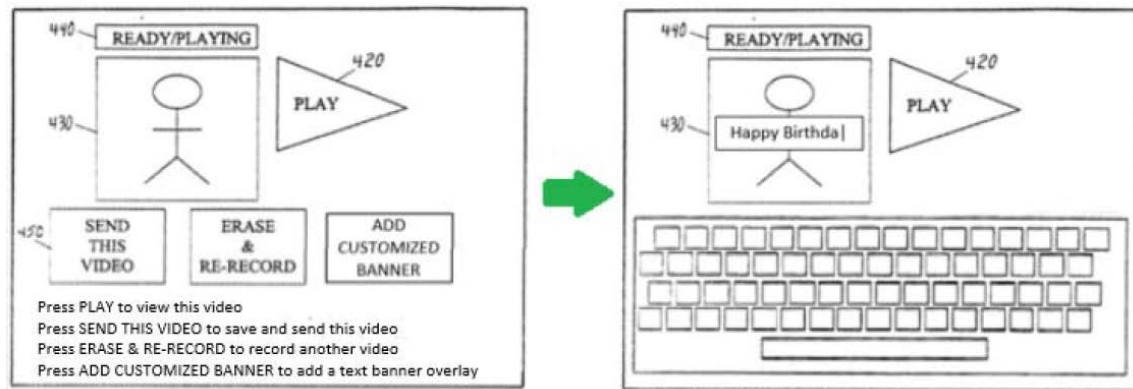 440
READY/PLAYING
420
PLAY
430
450
SEND
THIS
VIDEO
ERASE
&
RE-RECORD
ADD
CUSTOMIZED
BANNER
Press PLAY to view this video
Press SEND THIS VIDEO to save and send this video
Press ERASE & RE-RECORD to record another video
Press ADD CUSTOMIZED BANNER to add a text banner overlay
440
READY/PLAYING
420
PLAY
430
Happy Birthda|